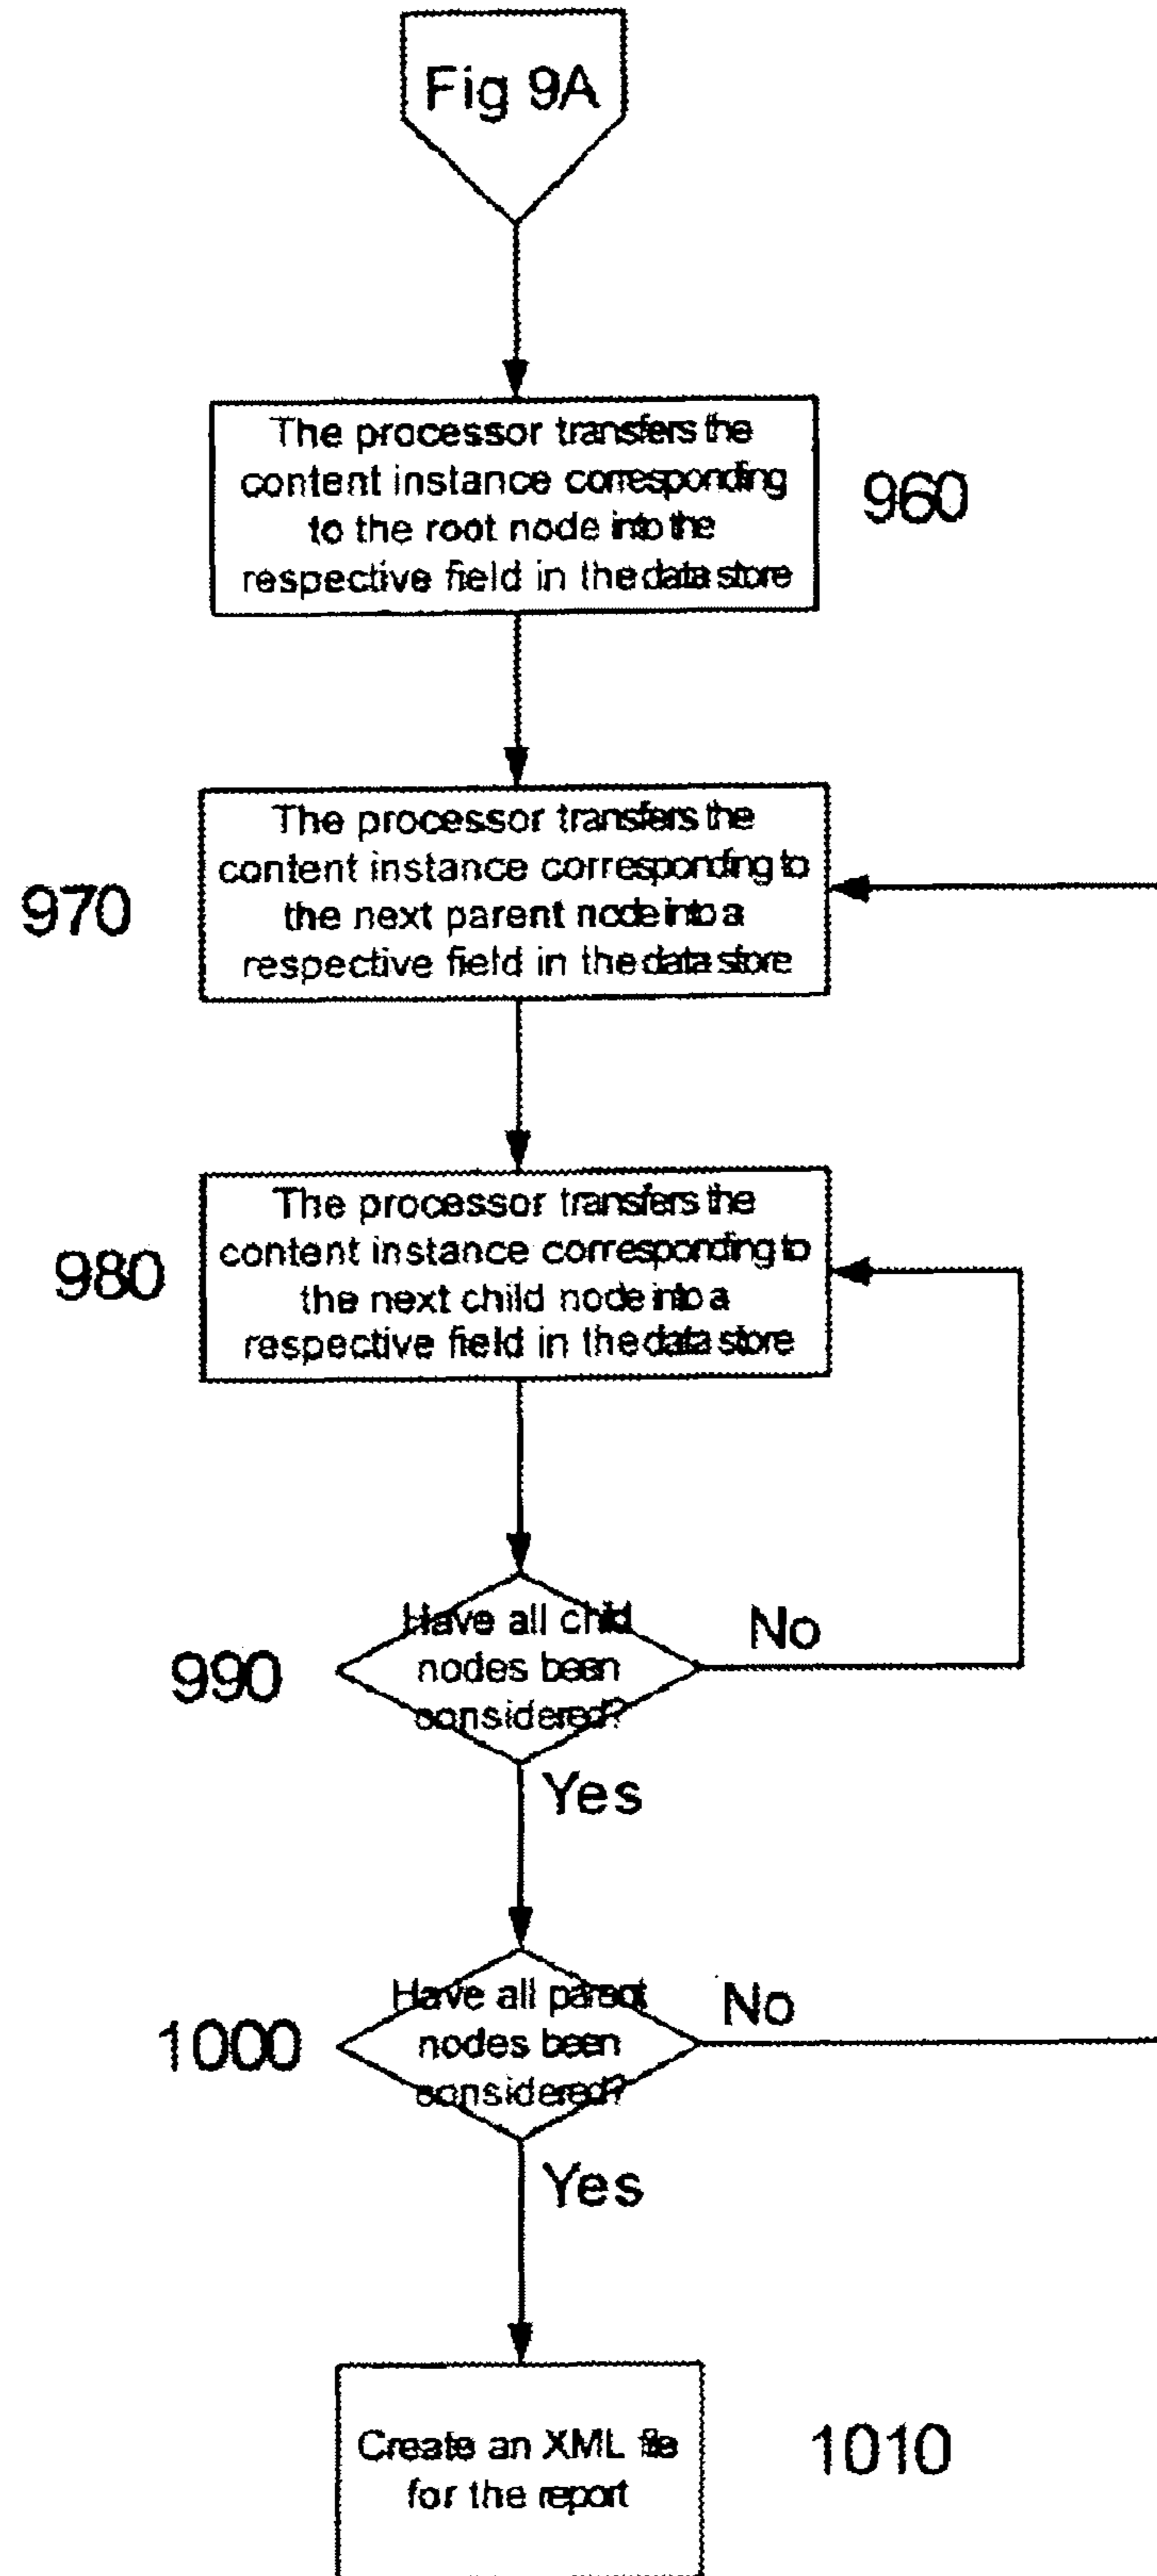 Fig 9A
The processor transfers the
content instance corresponding
to the root node into the
respective field in the data store
960
The processor transfers the
content instance corresponding to
the next parent node into a
respective field in the data store
970
The processor transfers the
content instance corresponding to
the next child node into a
respective field in the data store
980
Have all child
nodes been
considered?
990
No
Yes
Have all parent
nodes been
considered?
1000
No
Yes
Create an XML file
for the report
1010